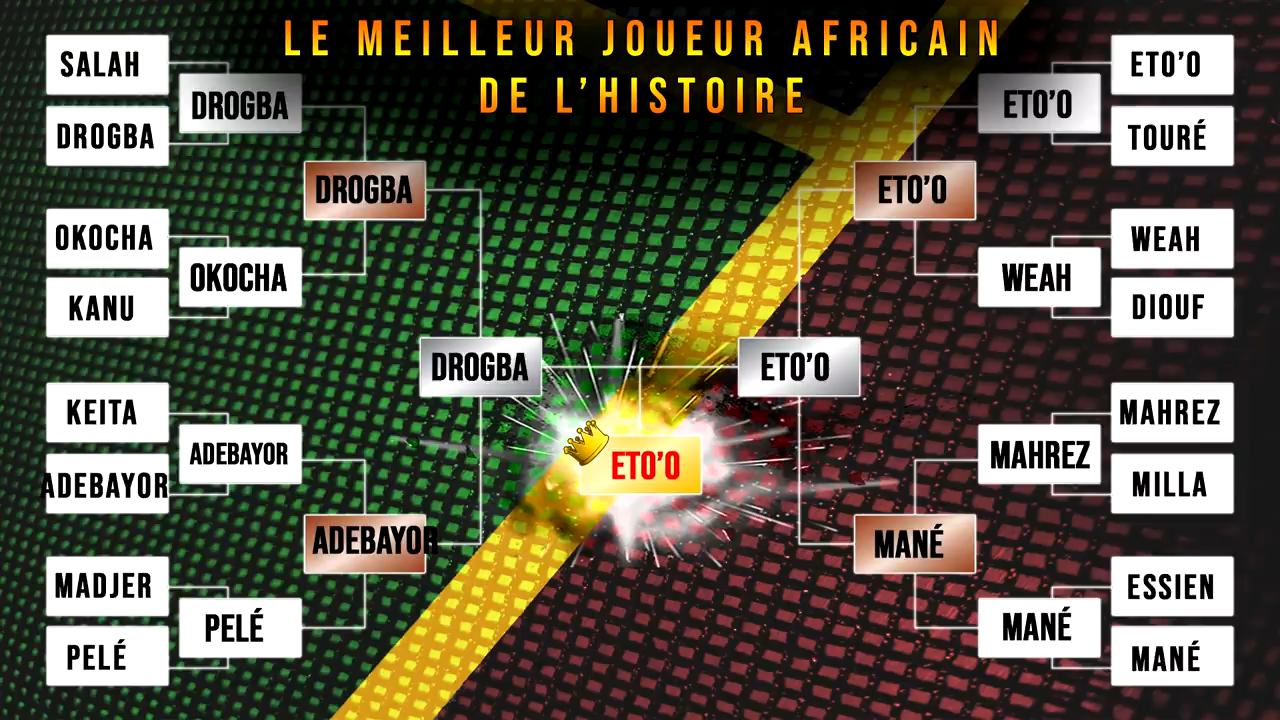 LE MEILLEUR JOUEUR AFRICAIN
DE L'HISTOIRE
SALAH
DROGBA
OKOCHA
KANU
KEITA
ADEBAYOR
MADJER
PELÉ
DROGBA
OKOCHA
ADEBAYOR
PELÉ
DROGBA
ADEBAYOR
DROGBA
ETO'O
ETO'O
ETO'O
MANÉ
ETO'O
WEAH
MAHREZ
MANÉ
ETO'O
TOURÉ
WEAH
DIOUF
MAHREZ
MILLA
ESSIEN
MANÉ